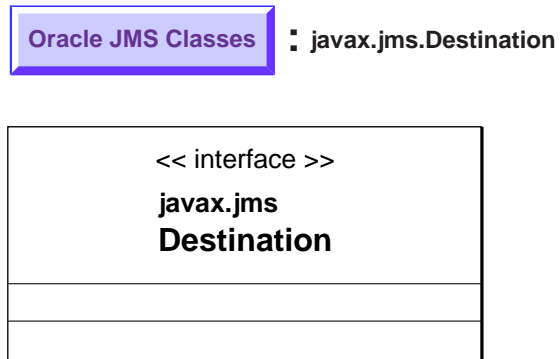 Oracle JMS Classes : javax.jms.Destination
<< interface >>
javax.jms
Destination